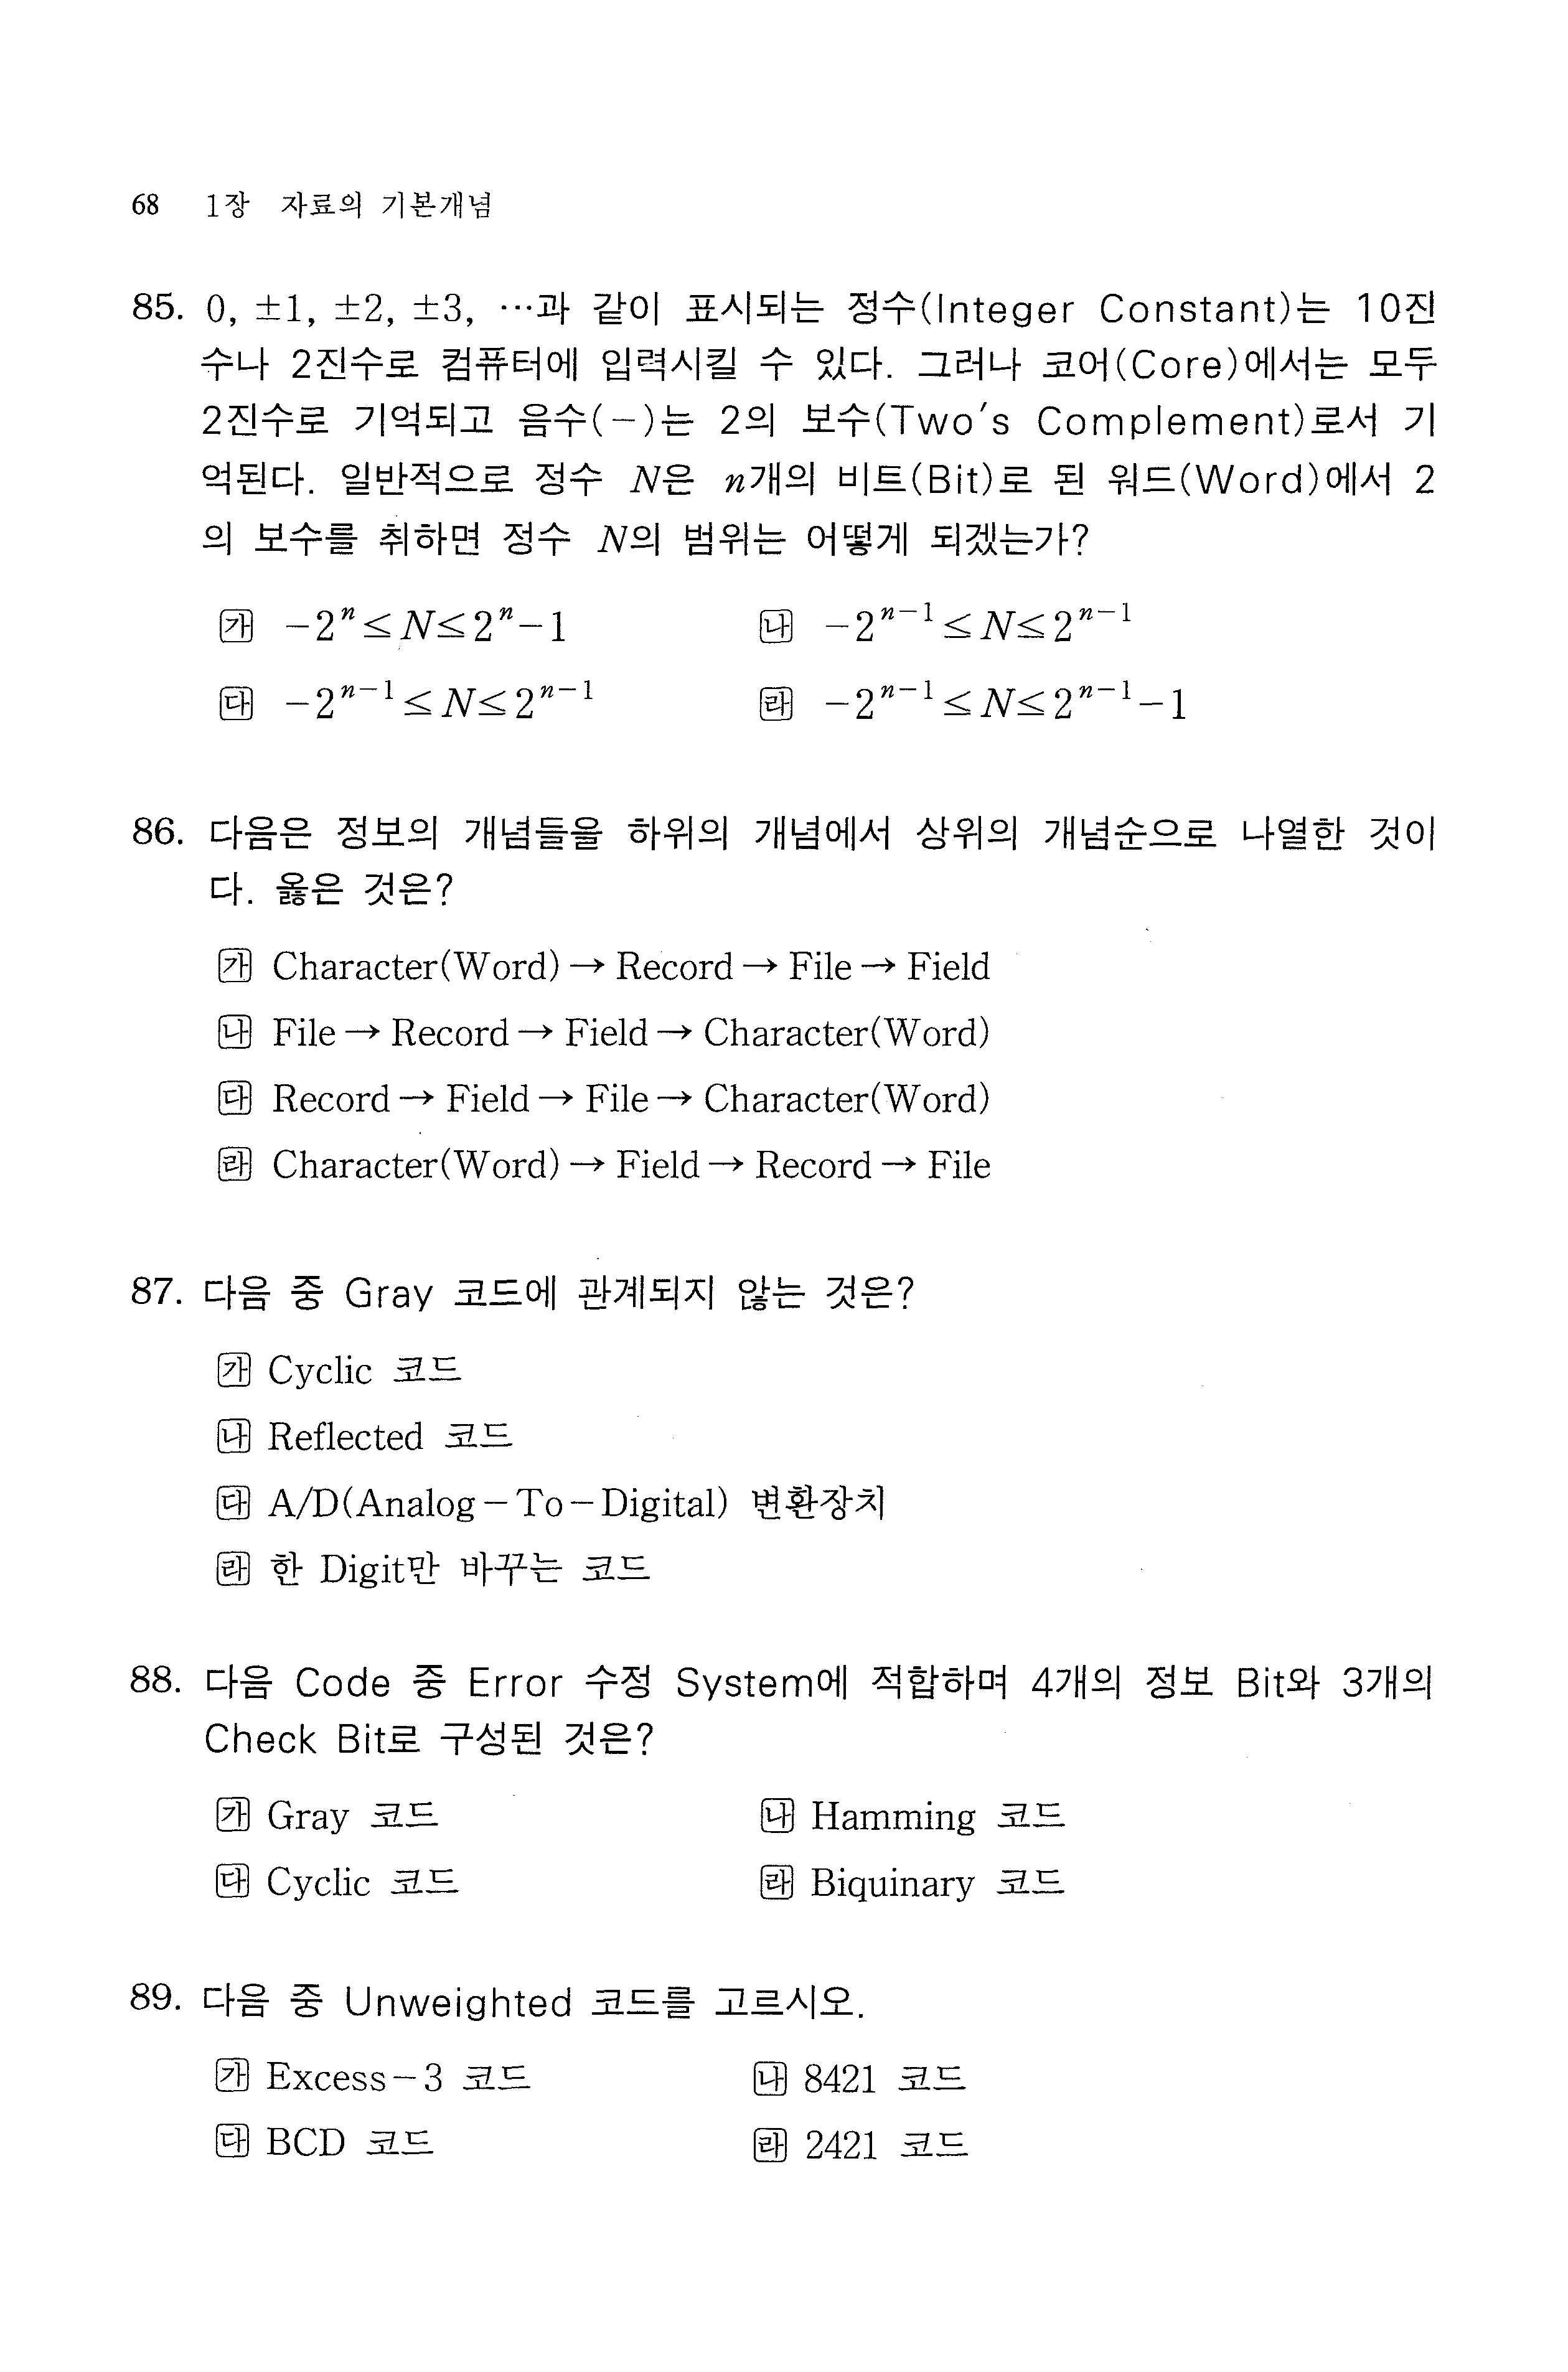 68 1장 자료의 기본개념
85. 0, ±1, ±2, ±3, …과 같이 표시되는 정수(Integer Constant)는 10진
수나 2진수로 컴퓨터에 입력시킬 수 있다. 그러나 코어(Core)에서는 모두
2진수로 기억되고 음수(-)는 2의 보수(Two's Complement)로서 기
억된다. 일반적으로 정수 N은 n개의 비트(Bit)로 된 워드(Word)에서 2
의 보수를 취하면 정수 N의 범위는 어떻게 되겠는가?
㉮ -2ⁿ≤N≤2ⁿ-1 ㉯ -2ⁿ⁻¹≤N≤2ⁿ⁻¹
㉰ -2ⁿ⁻¹≤N≤2ⁿ⁻¹ ㉱ -2ⁿ⁻¹≤N≤2ⁿ⁻¹-1
86. 다음은 정보의 개념들을 하위의 개념에서 상위의 개념순으로 나열한 것이
다. 옳은 것은?
㉮ Character(Word)→Record→File→Field
㉯ File→Record→Field→Character(Word)
㉰ Record→Field→File→Character(Word)
㉱ Character(Word)→Field→Record→File
87. 다음 중 Gray 코드에 관계되지 않는 것은?
㉮ Cyclic 코드
㉯ Reflected 코드
㉰ A/D(Analog-To-Digital) 변환장치
㉱ 한 Digit만 바꾸는 코드
88. 다음 Code 중 Error 수정 System에 적합하며 4개의 정보 Bit와 3개의
Check Bit로 구성된 것은?
㉮ Gray 코드 ㉯ Hamming 코드
㉰ Cyclic 코드 ㉱ Biquinary 코드
89. 다음 중 Unweighted 코드를 고르시오.
㉮ Excess-3 코드 ㉯ 8421 코드
㉰ BCD 코드 ㉱ 2421 코드